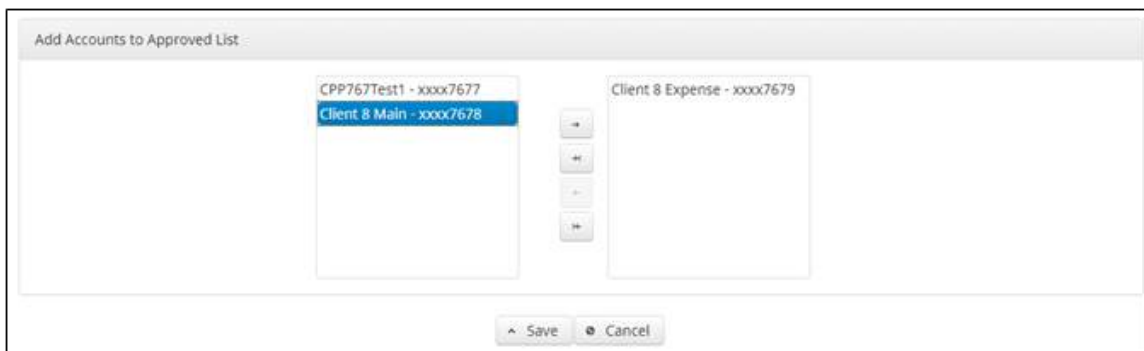 Add Accounts to Approved List
CPP767Test1 - xxxx7677
Client 8 Main - xxxx7678
Client 8 Expense - xxxx7679
Save
Cancel